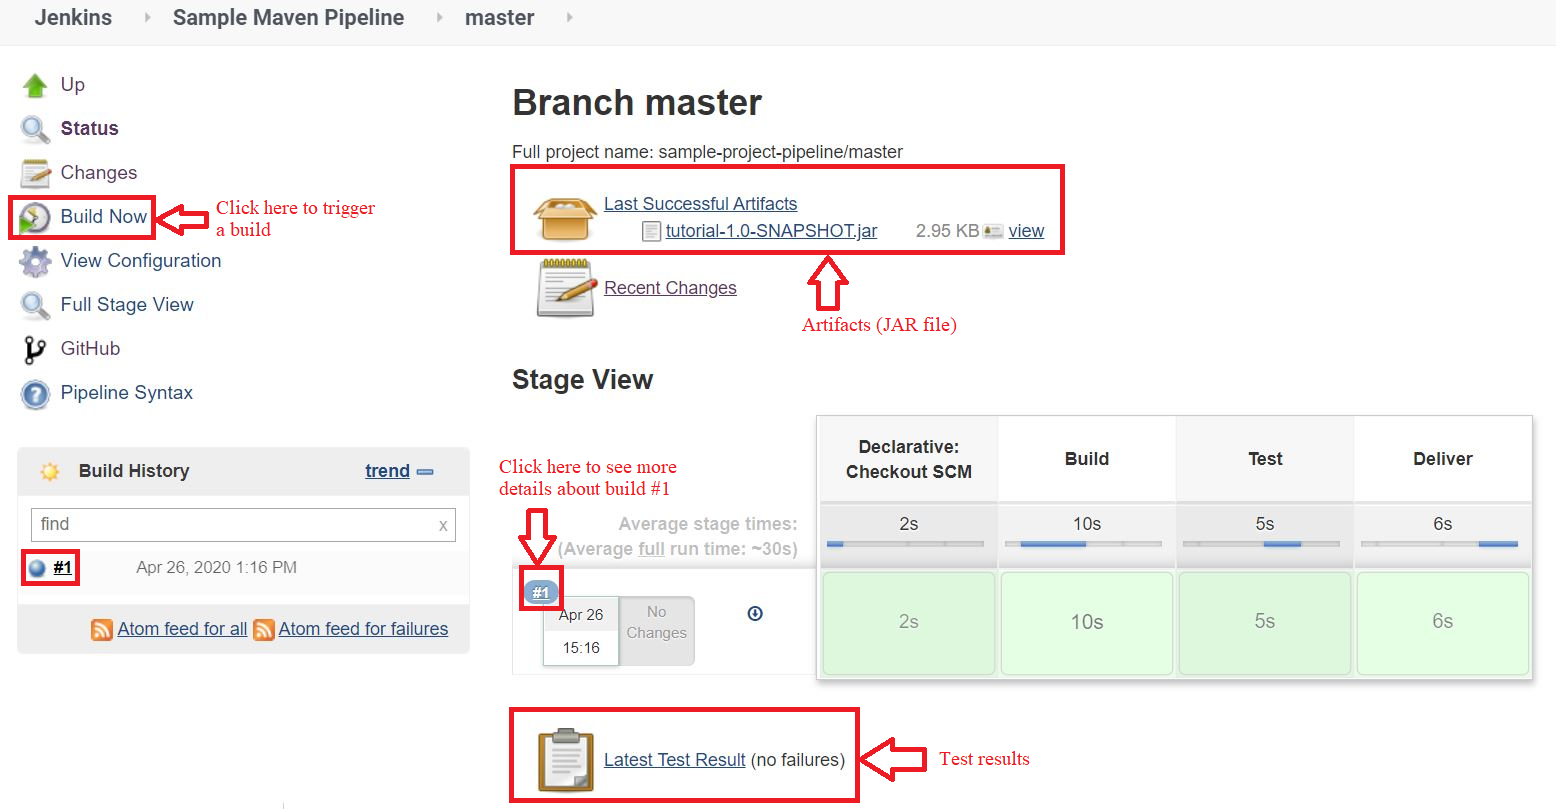 Jenkins Sample Maven Pipeline master
Up
Status
Changes
Build Now
Click here to trigger
a build
View Configuration
Full Stage View
GitHub
Pipeline Syntax
Build History trend
find x
#1 Apr 26, 2020 1:16 PM
Atom feed for all Atom feed for failures
Branch master
Full project name: sample-project-pipeline/master
Last Successful Artifacts
tutorial-1.0-SNAPSHOT.jar 2.95 KB view
Recent Changes
Artifacts (JAR file)
Stage View
Click here to see more
details about build #1
Declarative:
Checkout SCM
Build
Test
Deliver
Average stage times:
(Average full run time: ~30s)
2s 10s 5s 6s
#1
Apr 26
15:16
No
Changes
2s 10s 5s 6s
Latest Test Result (no failures)
Test results